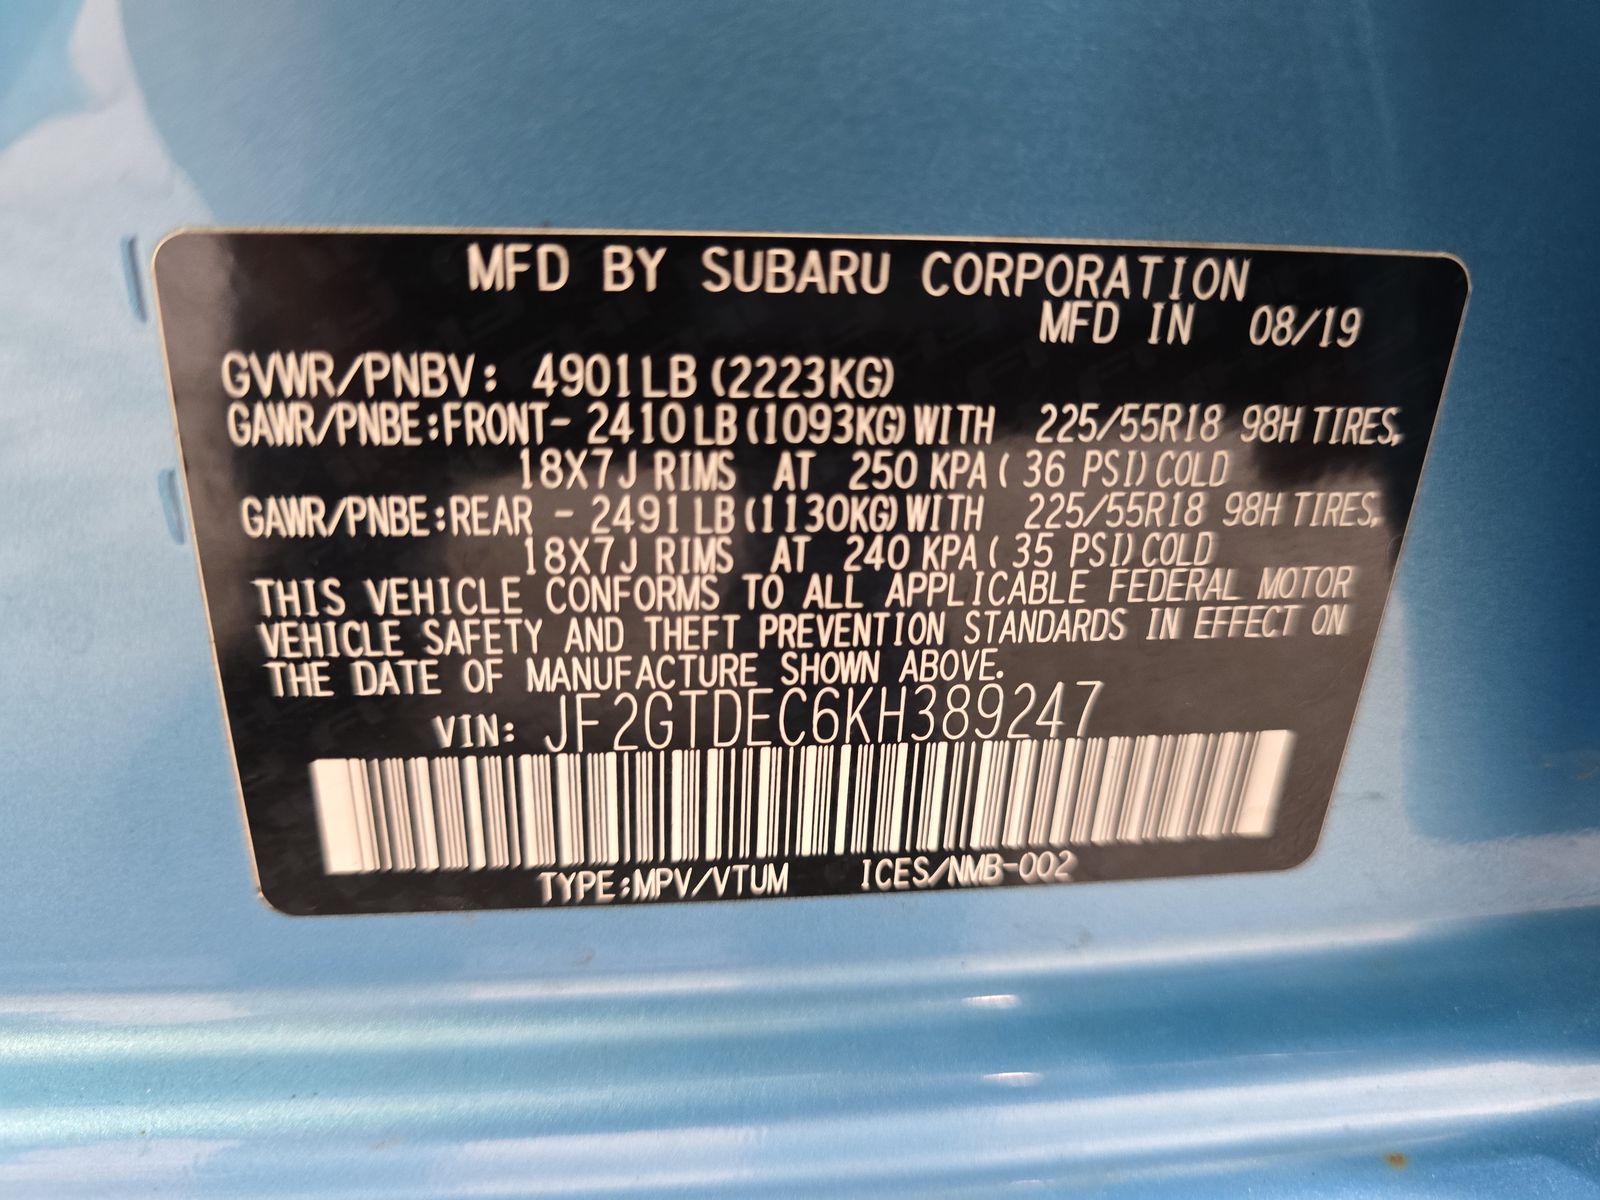 MFD BY SUBARU CORPORATION
MFD IN 08/19
GVWR/PNBV: 4901LB (2223KG)
GAWR/PNBE:FRONT- 2410LB (1093KG) WITH 225/55R18 98H TIRES,
18X7J RIMS AT 250 KPA ( 36 PSI) COLD
GAWR/PNBE:REAR - 2491LB (1130KG) WITH 225/55R18 98H TIRES,
18X7J RIMS AT 240 KPA ( 35 PSI) COLD
THIS VEHICLE CONFORMS TO ALL APPLICABLE FEDERAL MOTOR
VEHICLE SAFETY AND THEFT PREVENTION STANDARDS IN EFFECT ON
THE DATE OF MANUFACTURE SHOWN ABOVE.
VIN: JF2GTDEC6KH389247
TYPE:MPV/VTUM ICES/NMB-002